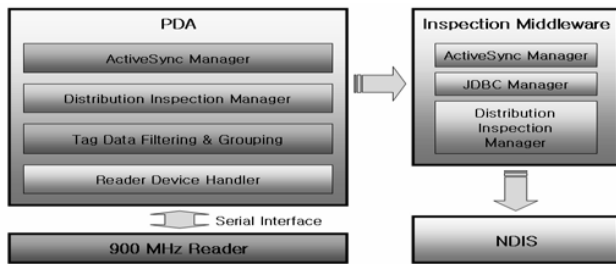 PDA
ActiveSync Manager
Distribution Inspection Manager
Tag Data Filtering & Grouping
Reader Device Handler
Serial Interface
900 MHz Reader
Inspection Middleware
ActiveSync Manager
JDBC Manager
Distribution
Inspection
Manager
NDIS